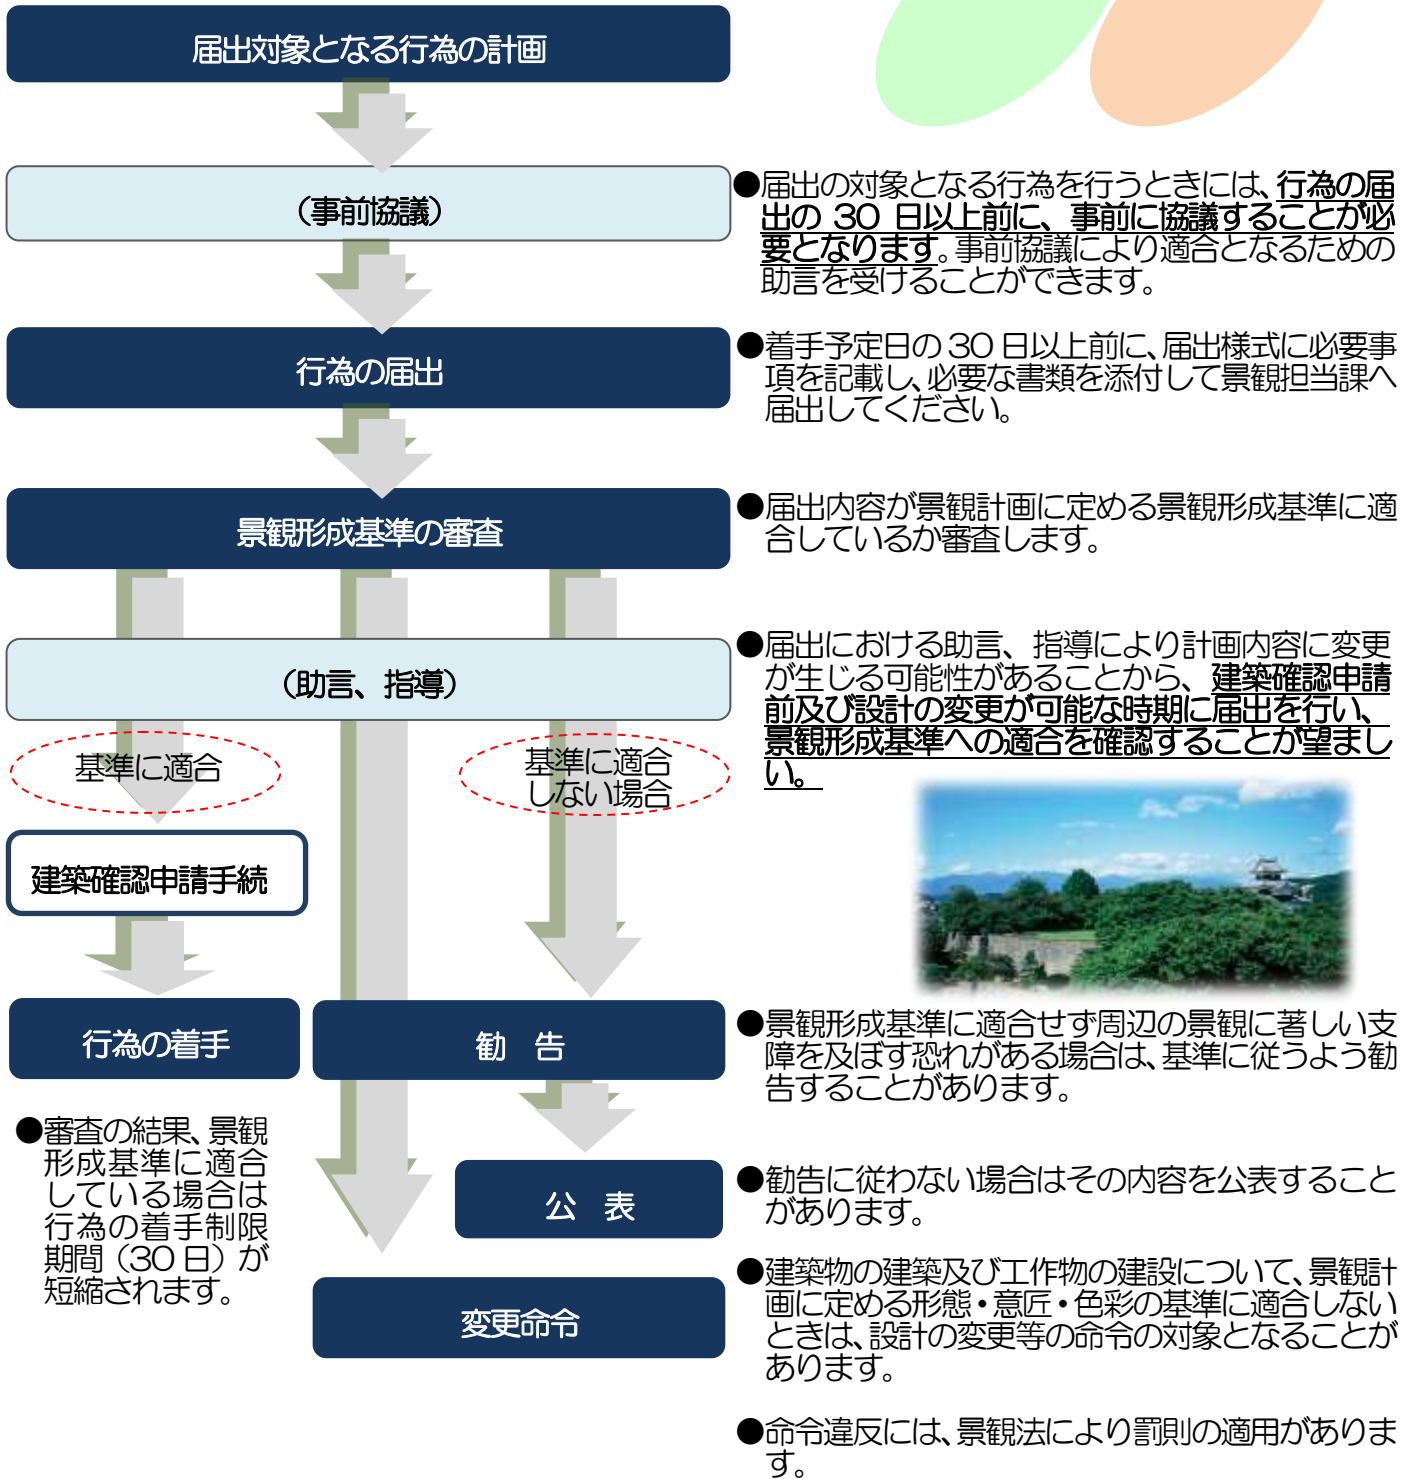 届出対象となる行為の計画
（事前協議）
●届出の対象となる行為を行うときには、行為の届
出の 30 日以上前に、事前に協議することが必
要となります。事前協議により適合となるための
助言を受けることができます。
行為の届出
●着手予定日の 30 日以上前に、届出様式に必要事
項を記載し、必要な書類を添付して景観担当課へ
届出してください。
景観形成基準の審査
●届出内容が景観計画に定める景観形成基準に適
合しているか審査します。
（助言、指導）
●届出における助言、指導により計画内容に変更
が生じる可能性があることから、建築確認申請
前及び設計の変更が可能な時期に届出を行い、
景観形成基準への適合を確認することが望まし
い。
基準に適合
基準に適合
しない場合
建築確認申請手続
行為の着手
勧　告
●景観形成基準に適合せず周辺の景観に著しい支
障を及ぼす恐れがある場合は、基準に従うよう勧
告することがあります。
●審査の結果、景観
形成基準に適合
している場合は
行為の着手制限
期間（30 日）が
短縮されます。
公　表
●勧告に従わない場合はその内容を公表すること
があります。
変更命令
●建築物の建築及び工作物の建設について、景観計
画に定める形態・意匠・色彩の基準に適合しない
ときは、設計の変更等の命令の対象となることが
あります。
●命令違反には、景観法により罰則の適用がありま
す。